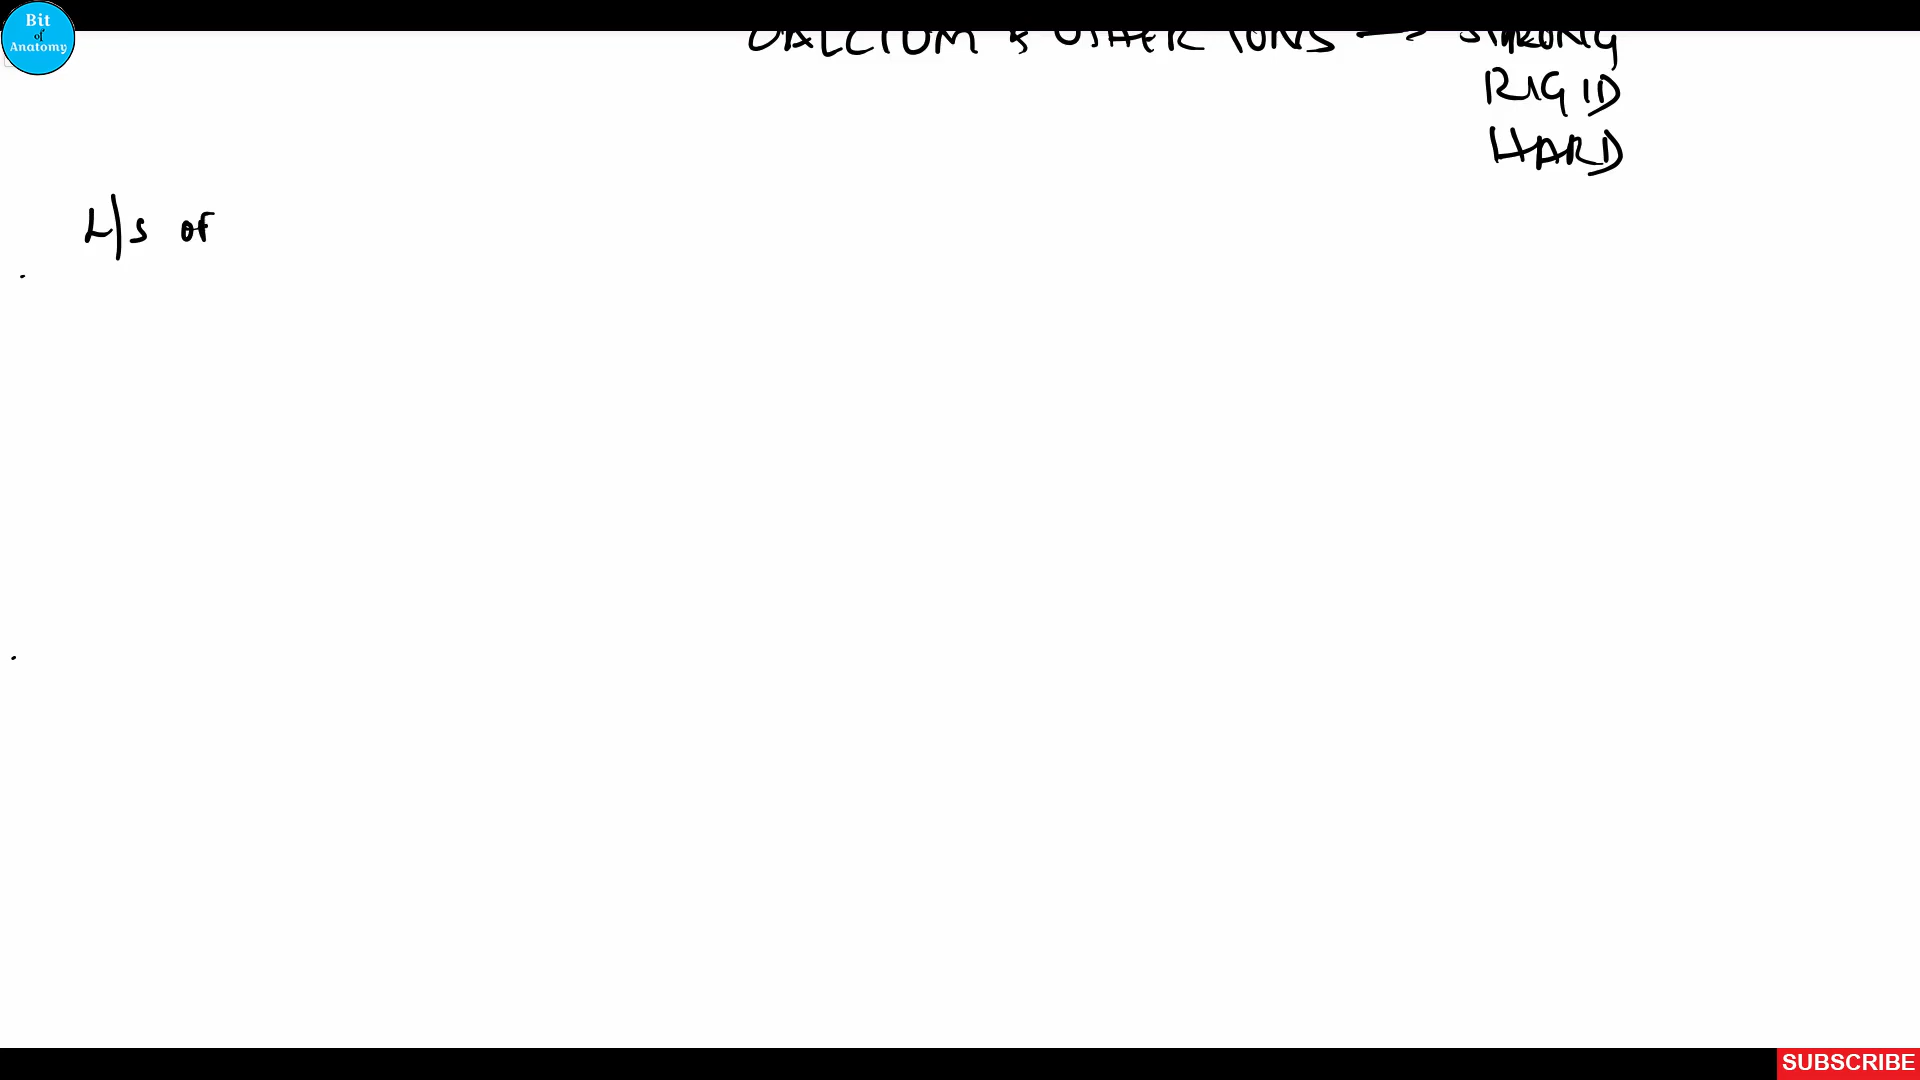 Bit
of
Anatomy
CALCIUM & OTHER IONS → STRONG
RIGID
HARD
L/s of
SUBSCRIBE